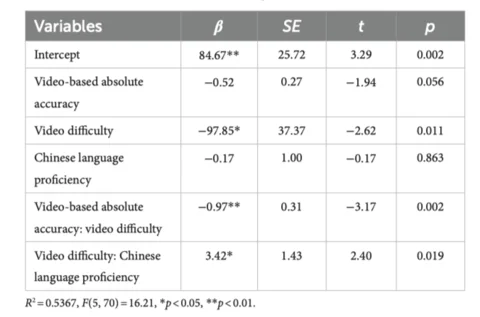 Variables β SE t p
Intercept 84.67** 25.72 3.29 0.002
Video-based absolute −0.52 0.27 −1.94 0.056
accuracy
Video difficulty −97.85* 37.37 −2.62 0.011
Chinese language −0.17 1.00 −0.17 0.863
proficiency
Video-based absolute −0.97** 0.31 −3.17 0.002
accuracy: video difficulty
Video difficulty: Chinese 3.42* 1.43 2.40 0.019
language proficiency
R²=0.5367, F(5, 70)=16.21, *p<0.05, **p<0.01.